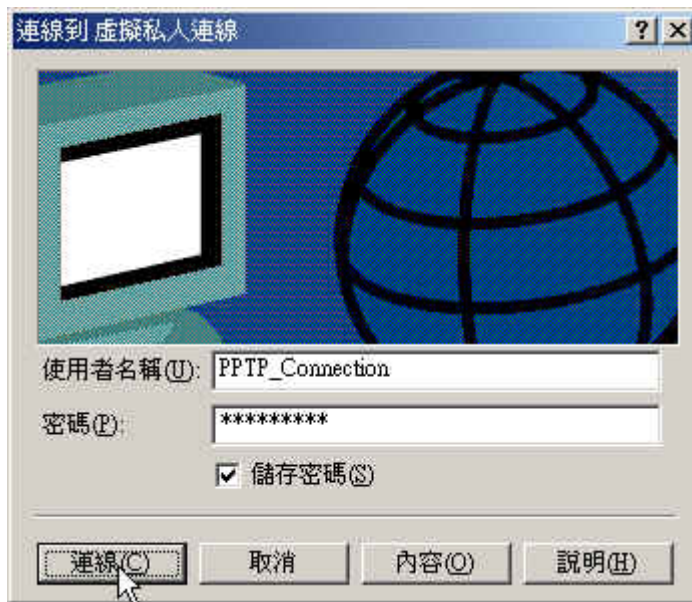 連線到 虛擬私人連線
使用者名稱(U): PPTP_Connection
密碼(P): *********
儲存密碼(S)
連線(C) 取消 內容(O) 說明(H)